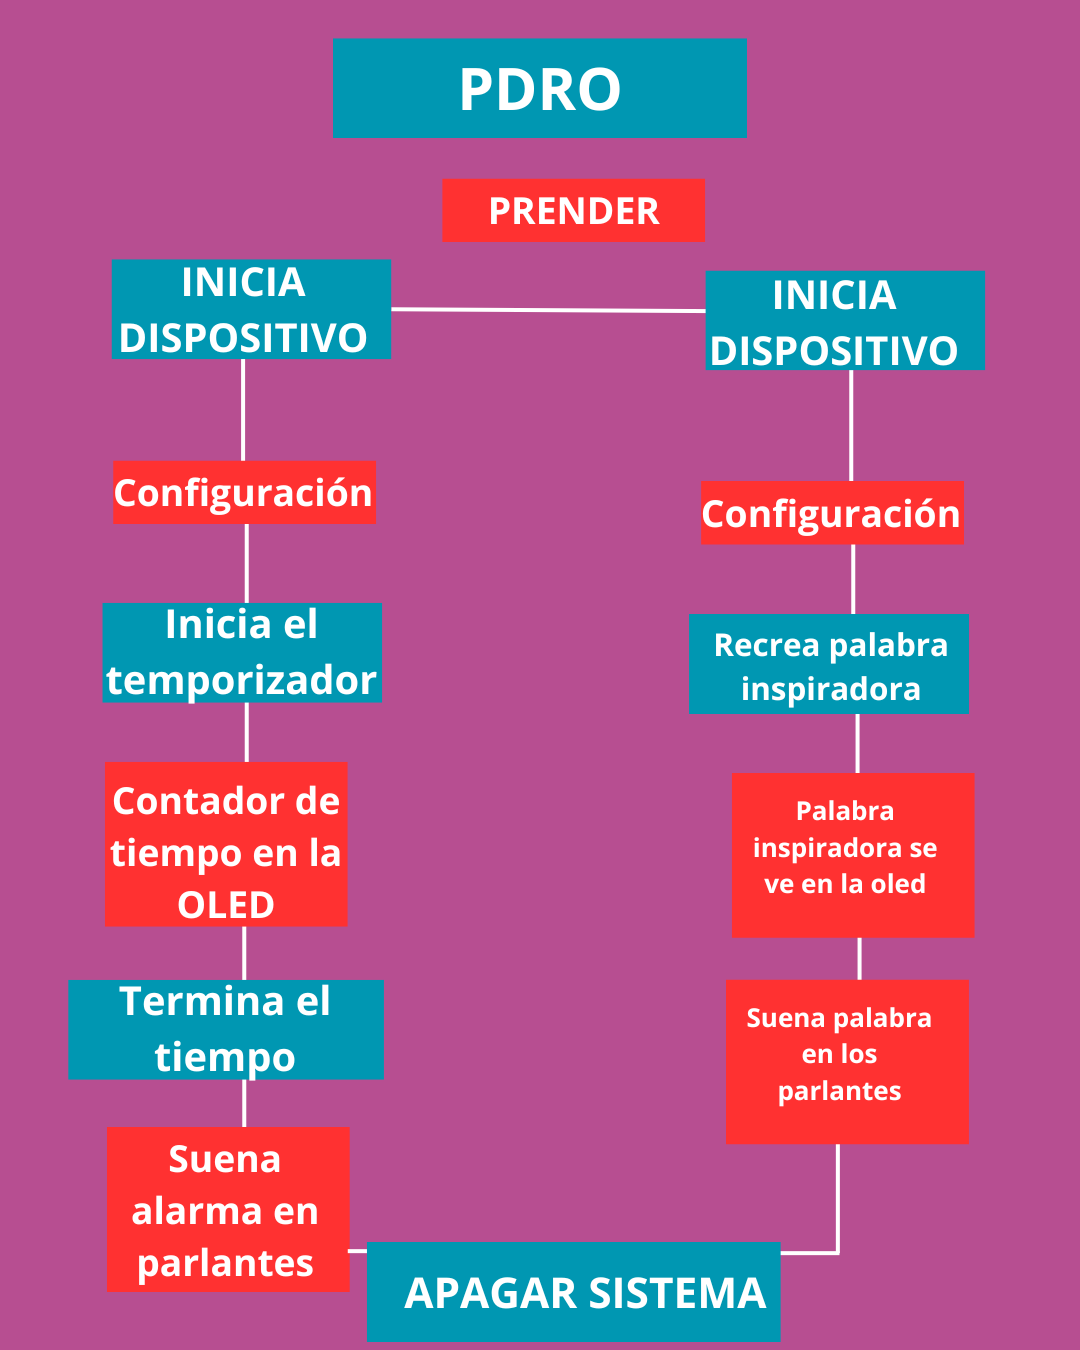 PDRO
PRENDER
INICIA
DISPOSITIVO
Configuración
Inicia el
temporizador
Contador de
tiempo en la
OLED
Termina el
tiempo
Suena
alarma en
parlantes
INICIA
DISPOSITIVO
Configuración
Recrea palabra
inspiradora
Palabra
inspiradora se
ve en la oled
Suena palabra
en los
parlantes
APAGAR SISTEMA